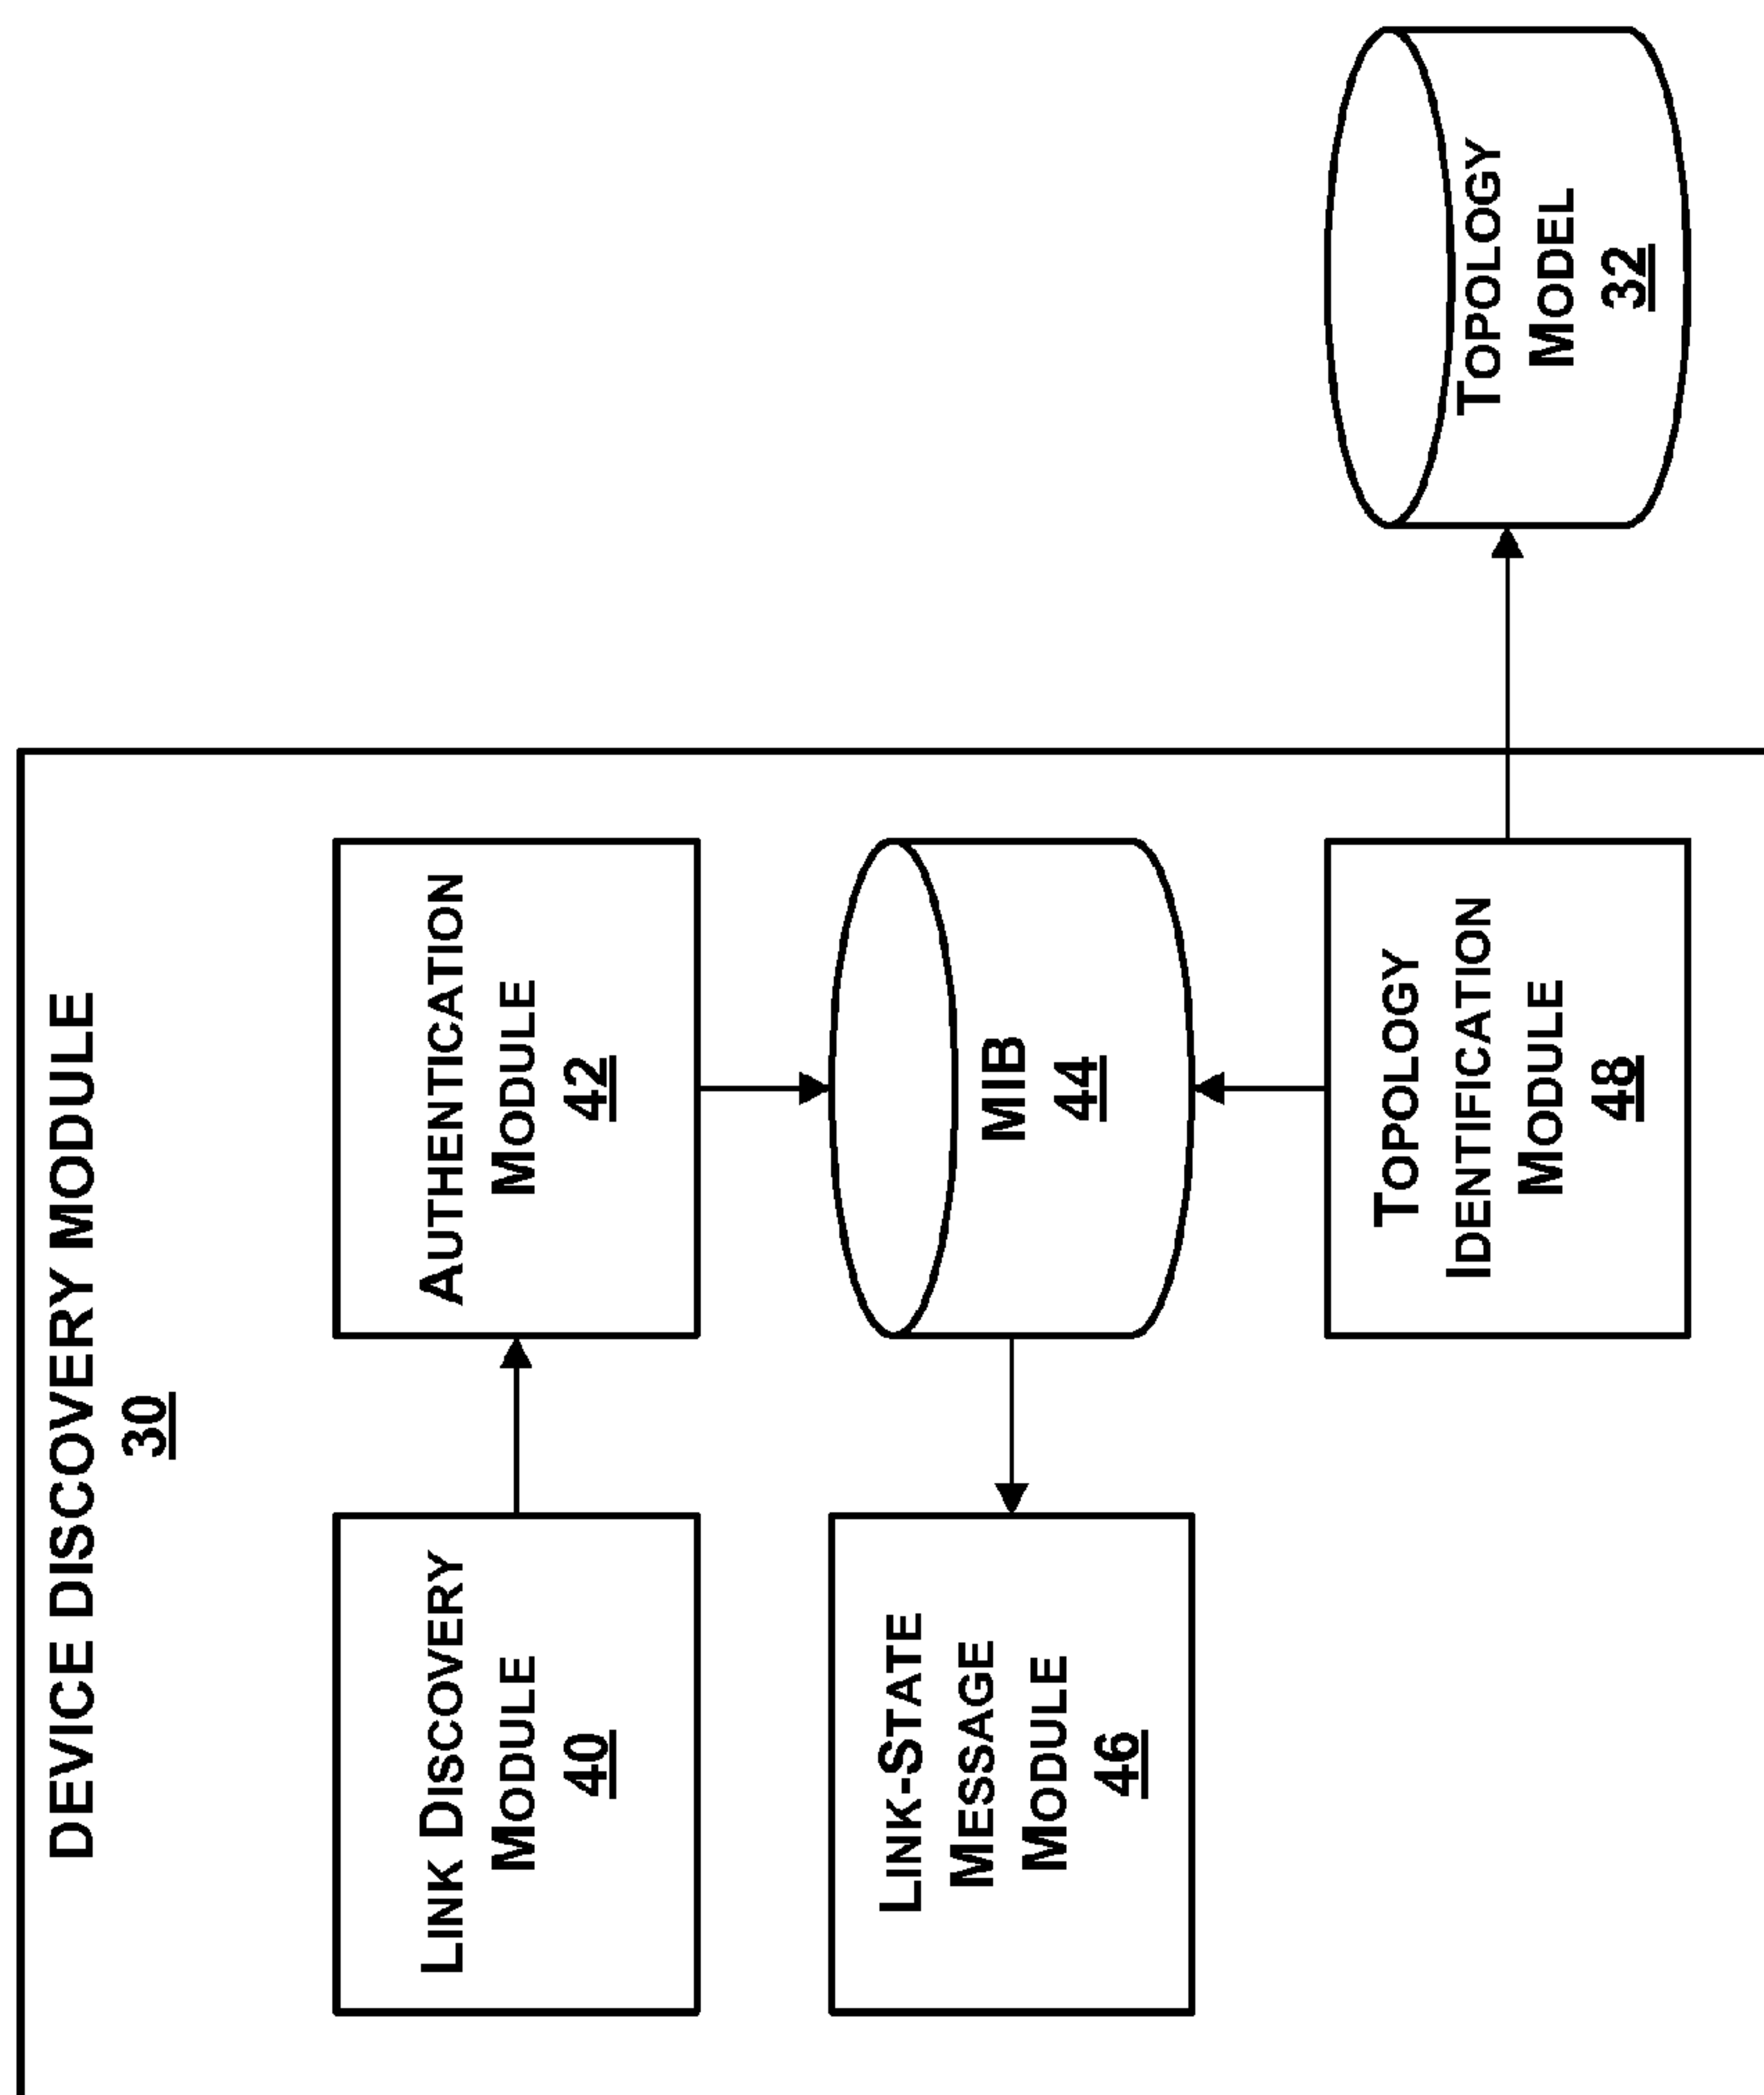 DEVICE DISCOVERY MODULE
30
LINK DISCOVERY
MODULE
40
AUTHENTICATION
MODULE
42
LINK-STATE
MESSAGE
MODULE
46
MIB
44
TOPOLOGY
IDENTIFICATION
MODULE
48
TOPOLOGY
MODEL
32